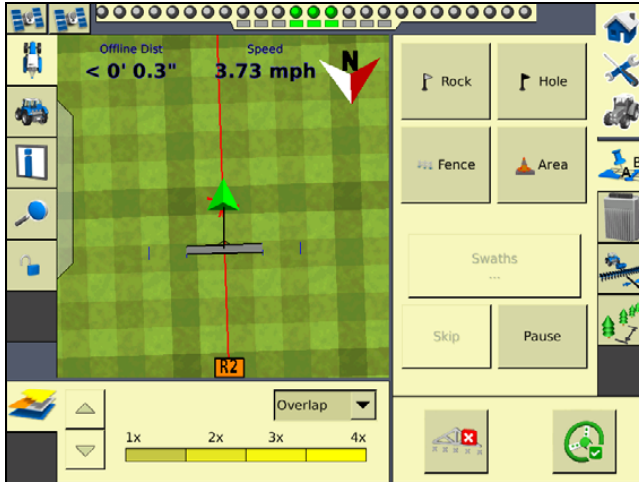 Offline Dist
< 0' 0.3"
Speed
3.73 mph
N
R2
Rock
Hole
Fence
Area
Swaths
---
Skip
Pause
A B
Overlap
1x 2x 3x 4x